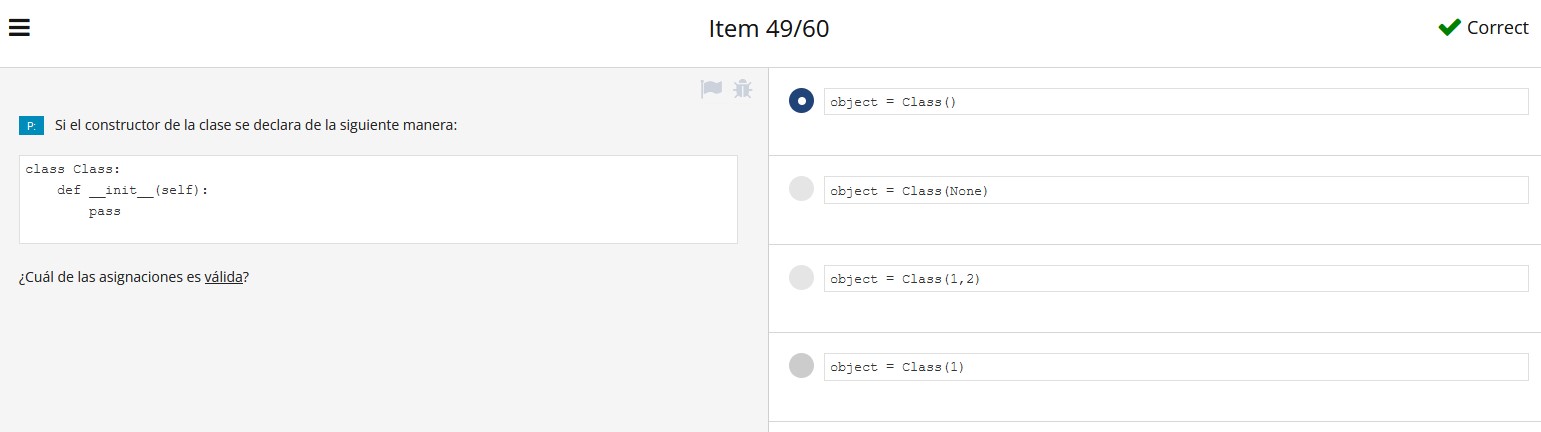 Item 49/60
Correct
P: Si el constructor de la clase se declara de la siguiente manera:
class Class:
    def __init__(self):
        pass
¿Cuál de las asignaciones es válida?
object = Class()
object = Class(None)
object = Class(1,2)
object = Class(1)